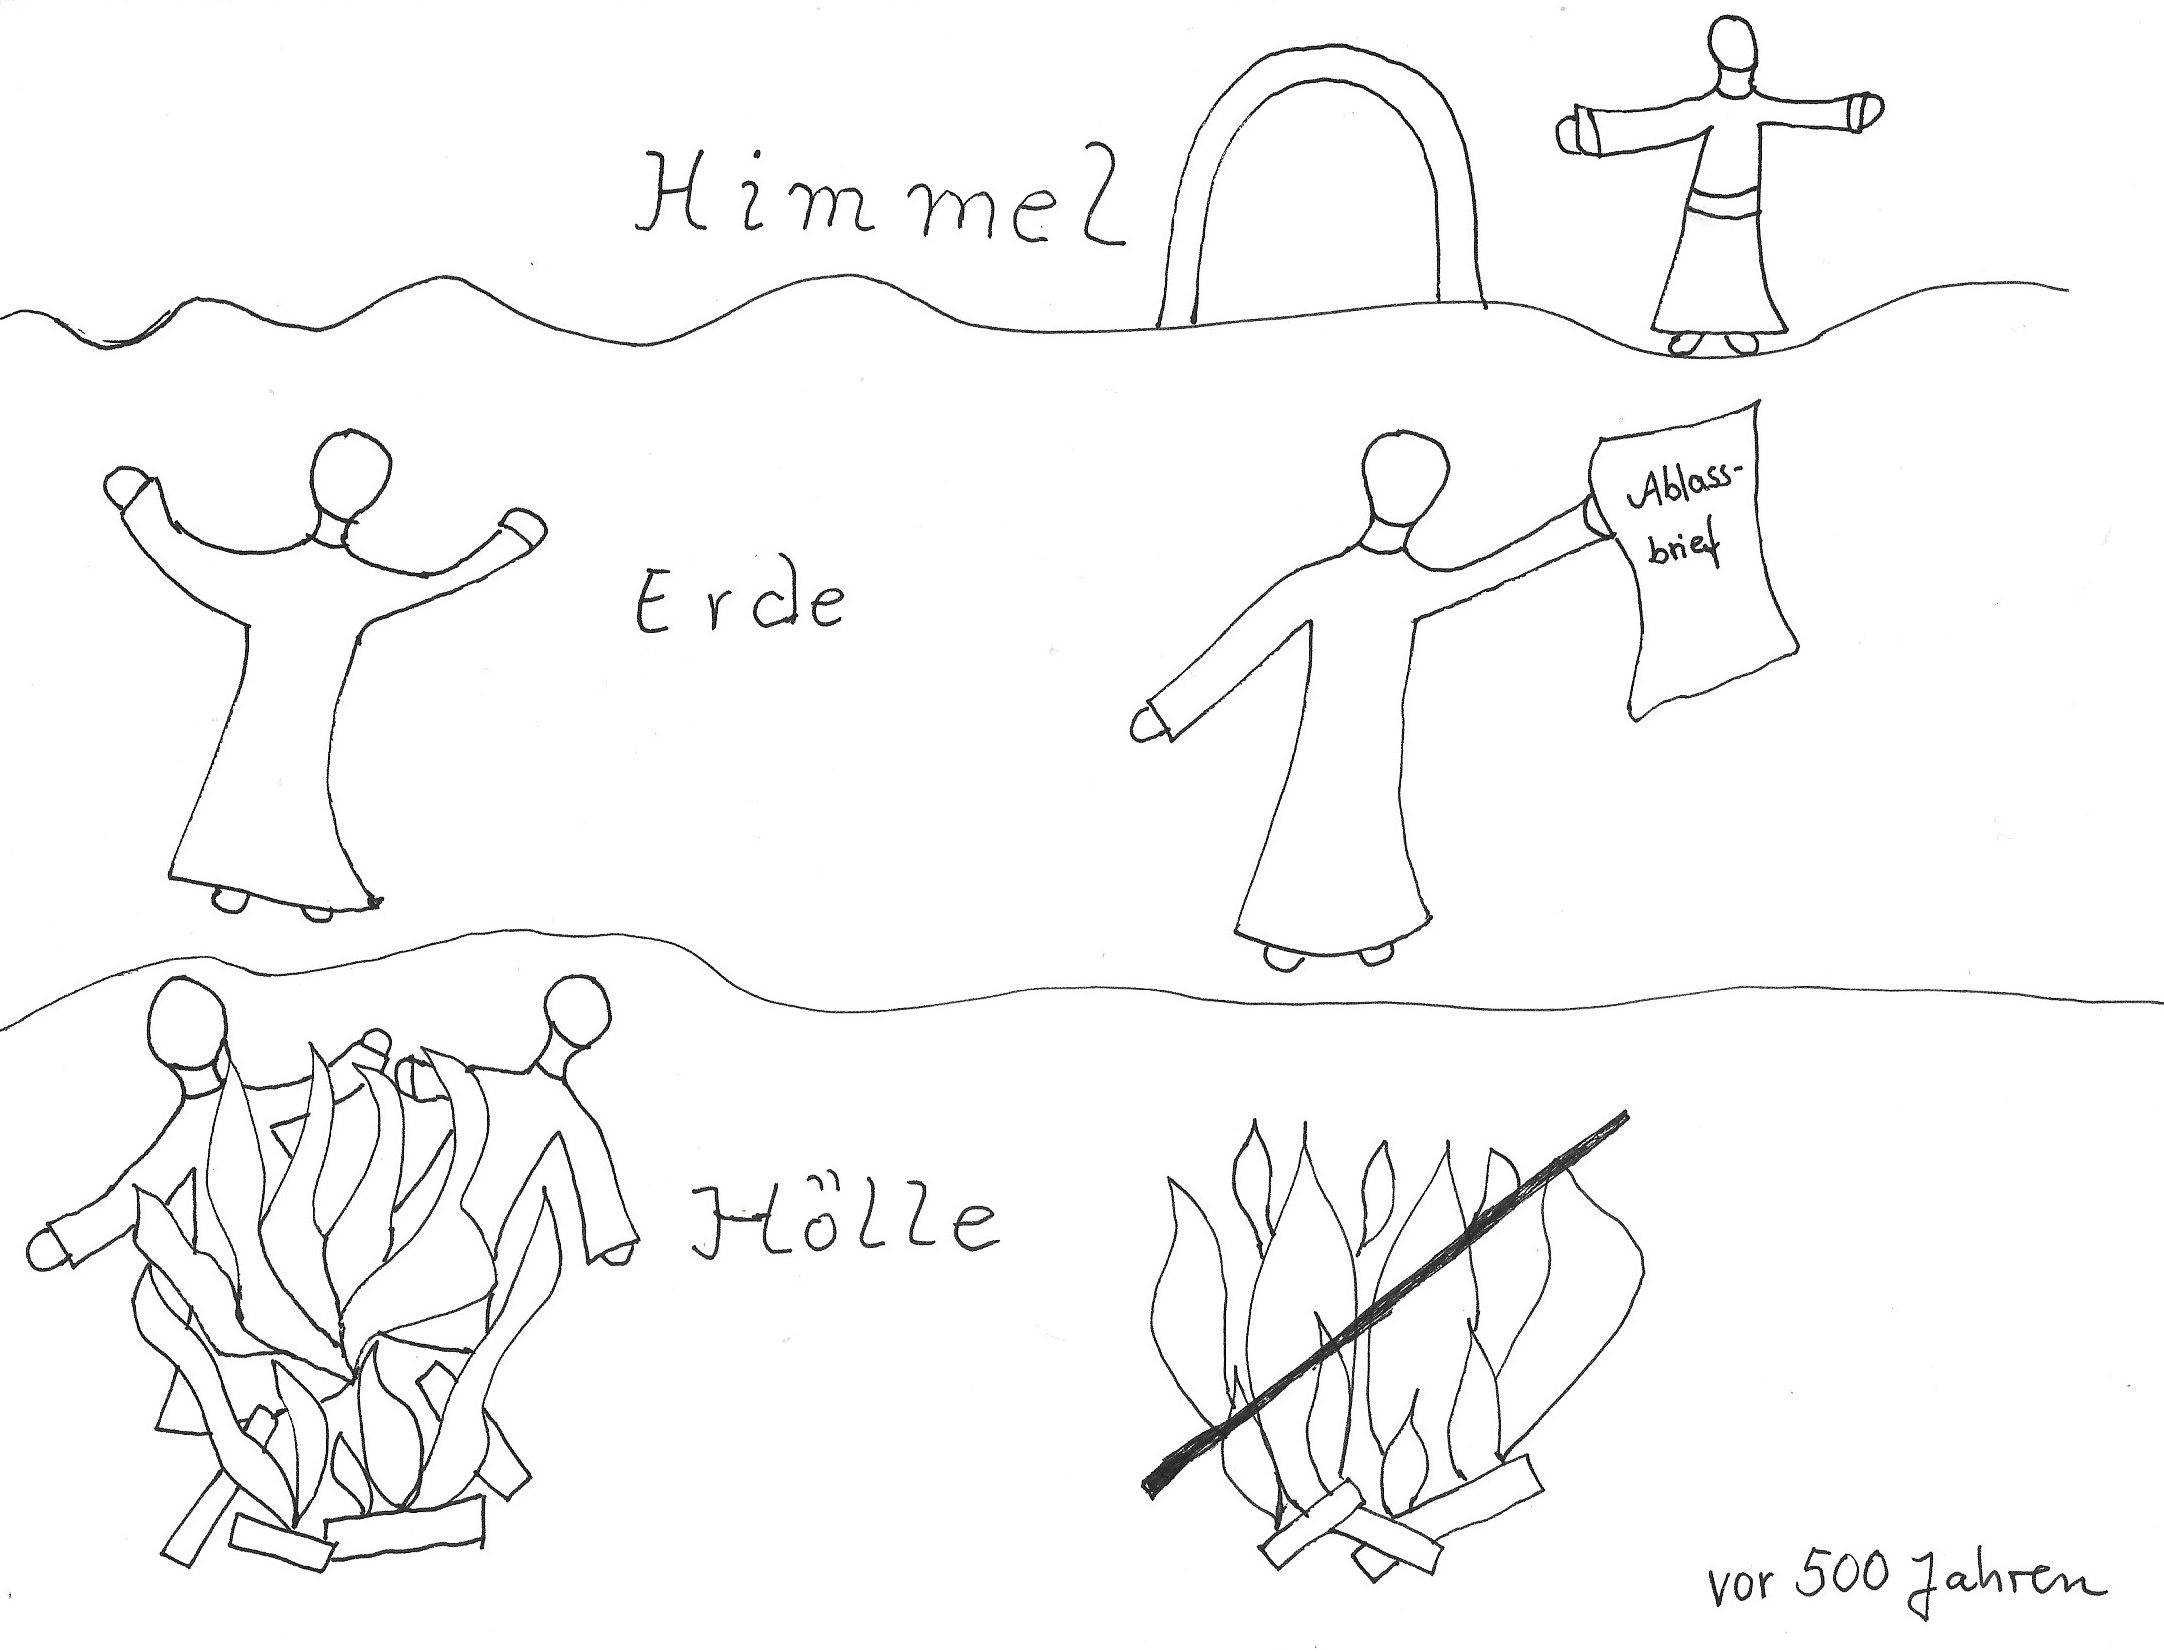 Himmel
Ablass-
brief
Erde
Hölle
vor 500 Jahren